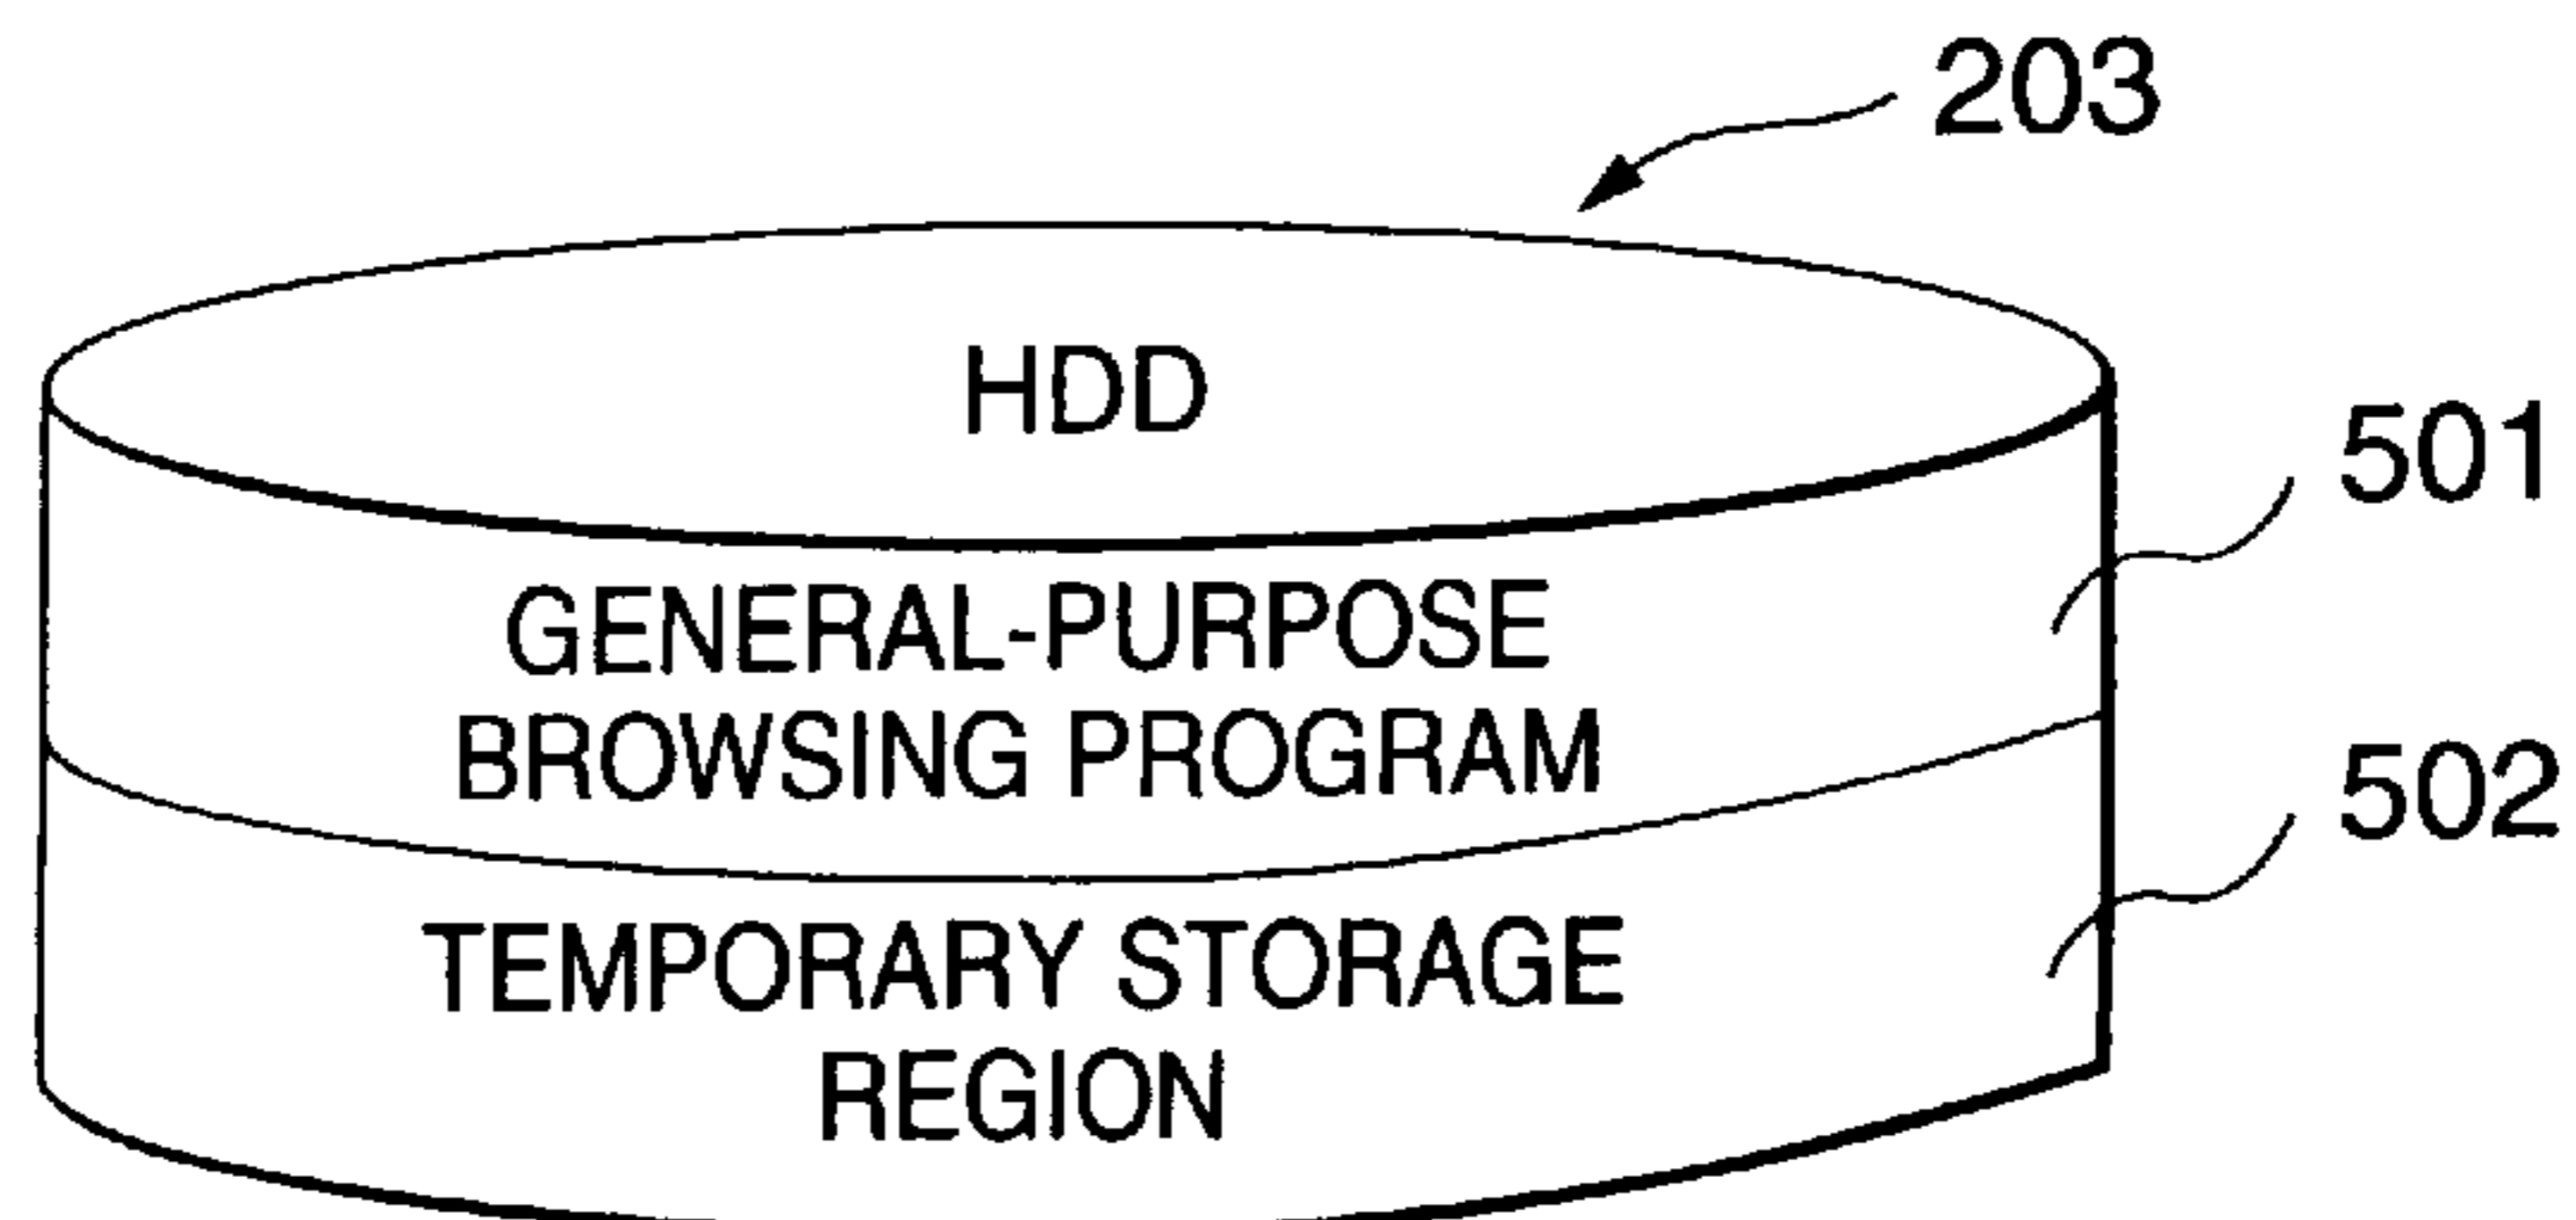 203
HDD
501
GENERAL-PURPOSE
BROWSING PROGRAM
502
TEMPORARY STORAGE
REGION